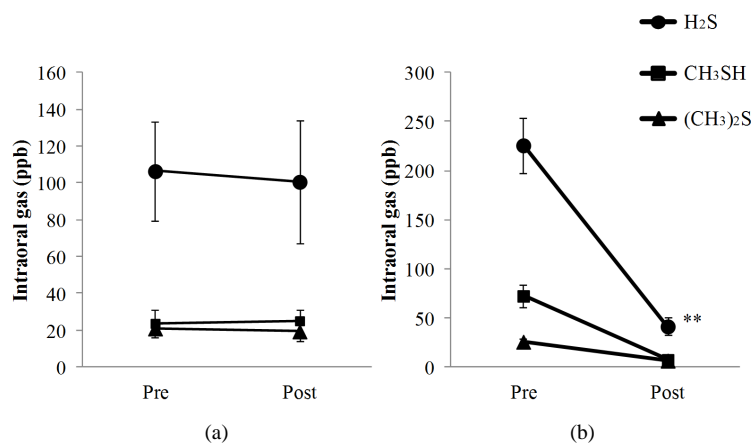 H2S
CH3SH
(CH3)2S
Intraoral gas (ppb)
160
140
120
100
80
60
40
20
0
Pre
Post
(a)
Intraoral gas (ppb)
300
250
200
150
100
50
0
**
Pre
Post
(b)